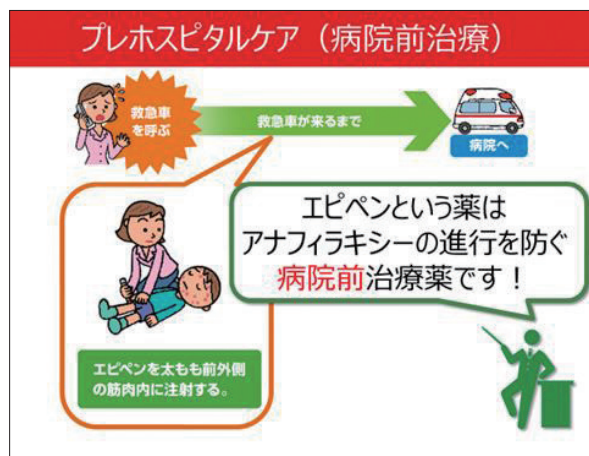 プレホスピタルケア（病院前治療）
救急車
を呼ぶ
救急車が来るまで
病院へ
エピペンという薬は
アナフィラキシーの進行を防ぐ
病院前治療薬です！
エピペンを太もも前外側
の筋肉内に注射する。